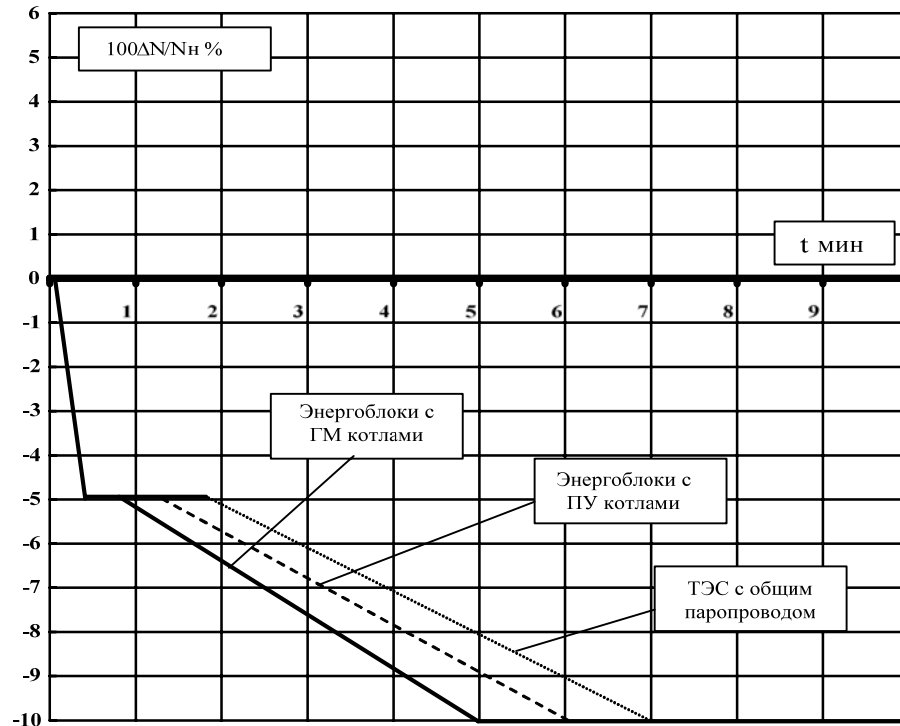 6
100ΔN/Nн %
5
4
3
2
1
t мин
0
1 2 3 4 5 6 7 8 9
-1
-2
-3
Энергоблоки с
ГМ котлами
-4
Энергоблоки с
ПУ котлами
-5
-6
-7
ТЭС с общим
паропроводом
-8
-9
-10